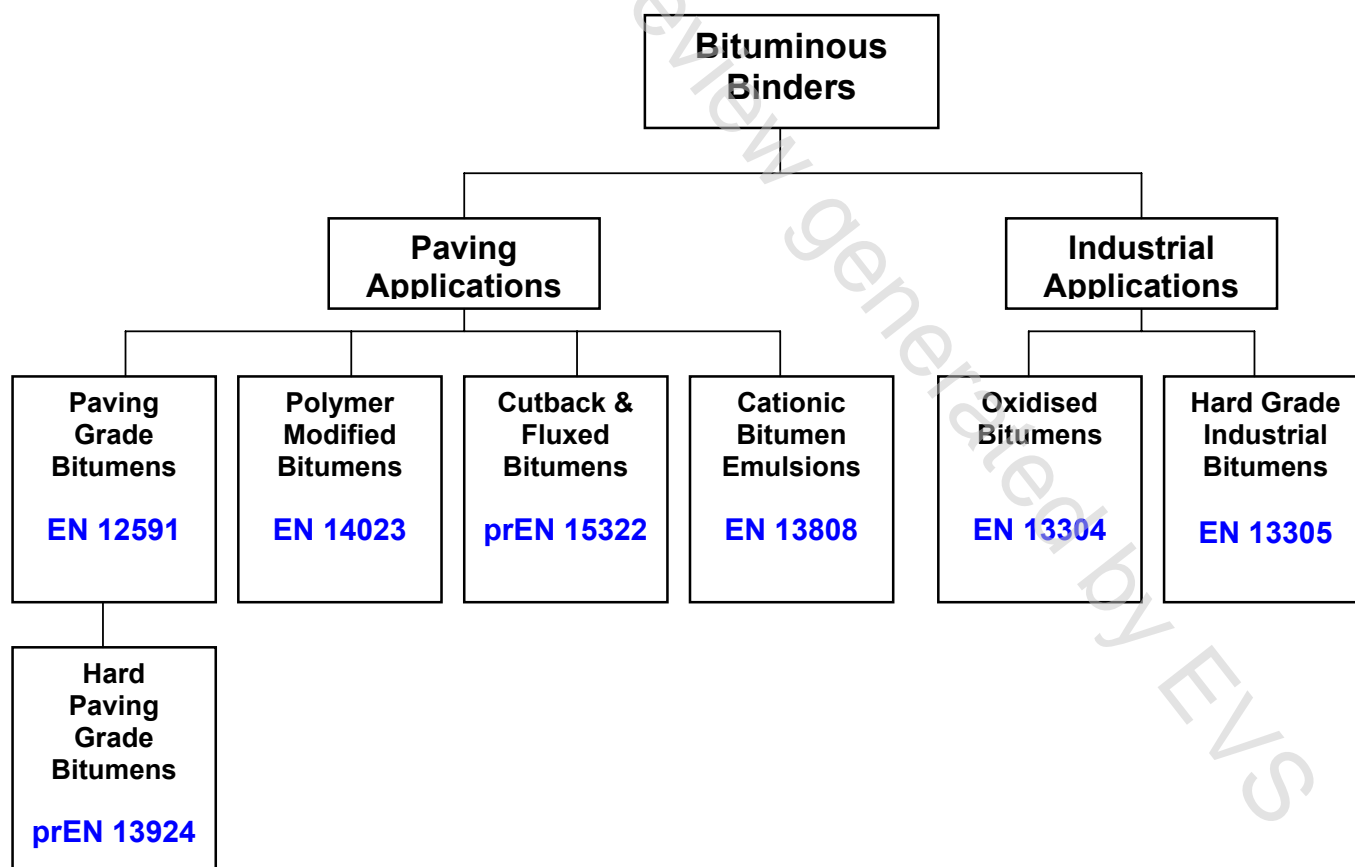 Bituminous
Binders
Paving
Applications
Industrial
Applications
Paving
Grade
Bitumens
EN 12591
Polymer
Modified
Bitumens
EN 14023
Cutback &
Fluxed
Bitumens
prEN 15322
Cationic
Bitumen
Emulsions
EN 13808
Oxidised
Bitumens
EN 13304
Hard Grade
Industrial
Bitumens
EN 13305
Hard
Paving
Grade
Bitumens
prEN 13924
eview generated by EVS